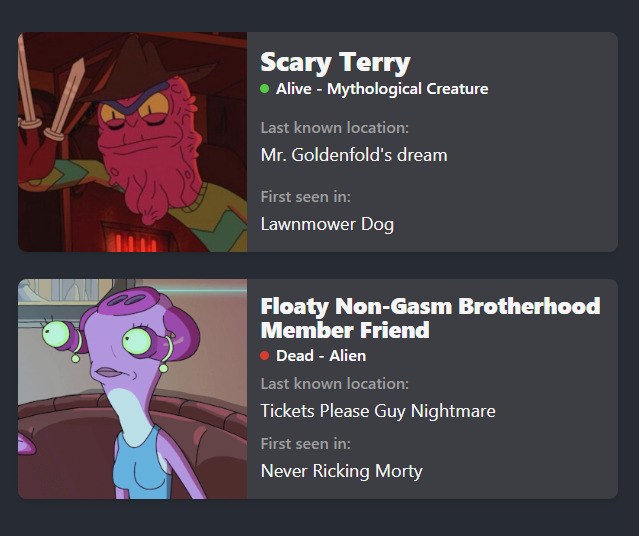 Scary Terry
Alive - Mythological Creature
Last known location:
Mr. Goldenfold's dream
First seen in:
Lawnmower Dog
Floaty Non-Gasm Brotherhood
Member Friend
Dead - Alien
Last known location:
Tickets Please Guy Nightmare
First seen in:
Never Ricking Morty